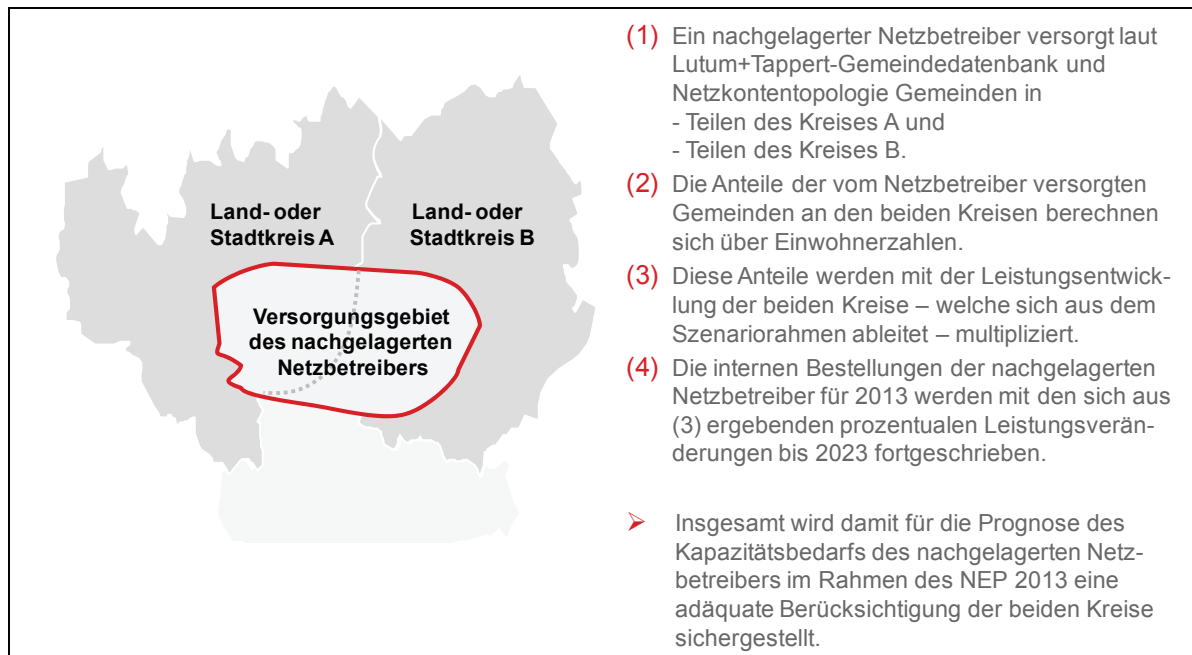 Land- oder
Stadtkreis A
Land- oder
Stadtkreis B
Versorgungsgebiet
des nachgelagerten
Netzbetreibers
(1) Ein nachgelagerter Netzbetreiber versorgt laut
Lutum+Tappert-Gemeindedatenbank und
Netzkontentopologie Gemeinden in
- Teilen des Kreises A und
- Teilen des Kreises B.
(2) Die Anteile der vom Netzbetreiber versorgten
Gemeinden an den beiden Kreisen berechnen
sich über Einwohnerzahlen.
(3) Diese Anteile werden mit der Leistungsentwick-
lung der beiden Kreise – welche sich aus dem
Szenariorahmen ableitet – multipliziert.
(4) Die internen Bestellungen der nachgelagerten
Netzbetreiber für 2013 werden mit den sich aus
(3) ergebenden prozentualen Leistungsverän-
derungen bis 2023 fortgeschrieben.
➢ Insgesamt wird damit für die Prognose des
Kapazitätsbedarfs des nachgelagerten Netz-
betreibers im Rahmen des NEP 2013 eine
adäquate Berücksichtigung der beiden Kreise
sichergestellt.